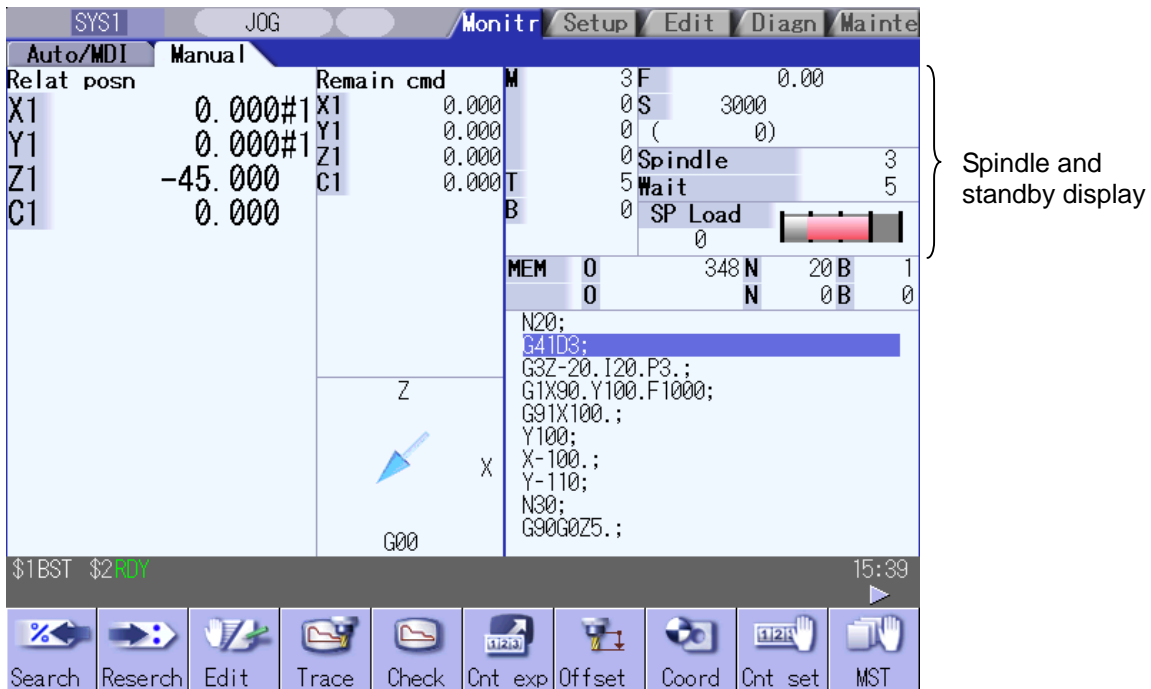 SYS1 JOG Monitr Setup Edit Diagn Mainte
Auto/MDI Manual
Relat posn
X1 0.000#1
Y1 0.000#1
Z1 -45.000
C1 0.000
Remain cmd
X1 0.000
Y1 0.000
Z1 0.000
C1 0.000
M 3
0
0
0
T 5
B 0
F 0.00
S 3000
( 0)
Spindle 3
Wait 5
SP Load
0
Spindle and
standby display
MEM O 348 N 20 B 1
O N 0 B 0
N20;
G41D3;
G3Z-20.I20.P3.;
G1X90.Y100.F1000;
G91X100.;
Y100;
X-100.;
Y-110;
N30;
G90G0Z5.;
Z
X
G00
$1BST $2RDY 15:39
Search Reserch Edit Trace Check Cnt exp Offset Coord Cnt set MST